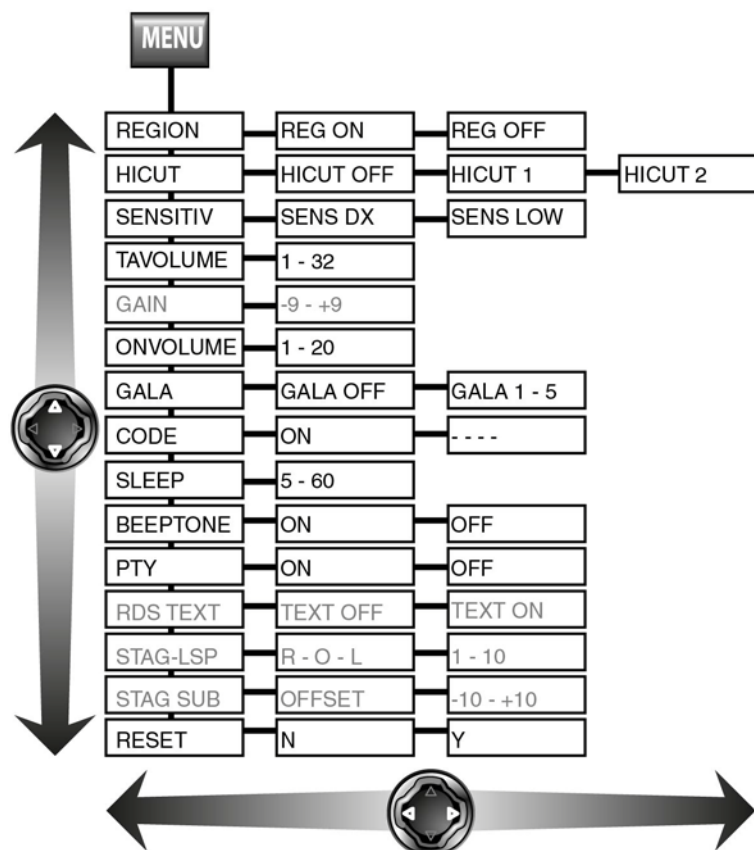 MENU
REGION REG ON REG OFF
HICUT HICUT OFF HICUT 1 HICUT 2
SENSITIV SENS DX SENS LOW
TAVOLUME 1 - 32
GAIN -9 - +9
ONVOLUME 1 - 20
GALA GALA OFF GALA 1 - 5
CODE ON - - - -
SLEEP 5 - 60
BEEPTONE ON OFF
PTY ON OFF
RDS TEXT TEXT OFF TEXT ON
STAG-LSP R - O - L 1 - 10
STAG SUB OFFSET -10 - +10
RESET N Y